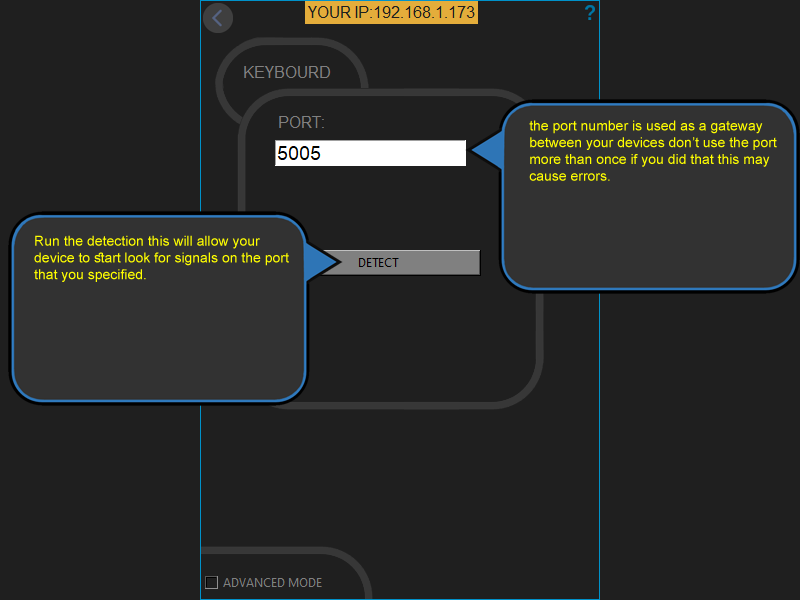 YOUR IP:192.168.1.173
?
KEYBOURD
PORT:
5005
the port number is used as a gateway
between your devices don't use the port
more than once if you did that this may
cause errors.
Run the detection this will allow your
device to start look for signals on the port
that you specified.
DETECT
ADVANCED MODE